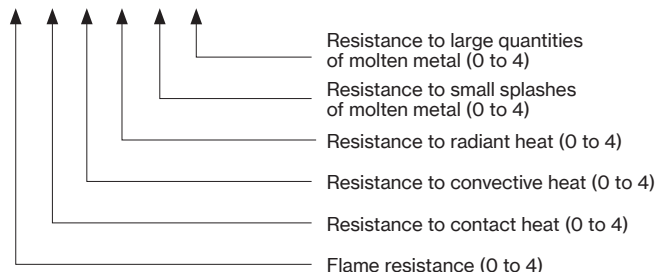 Resistance to large quantities
of molten metal (0 to 4)
Resistance to small splashes
of molten metal (0 to 4)
Resistance to radiant heat (0 to 4)
Resistance to convective heat (0 to 4)
Resistance to contact heat (0 to 4)
Flame resistance (0 to 4)